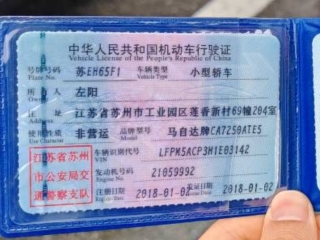 中华人民共和国机动车行驶证
Vehicle License of the People's Republic of China
号牌号码 苏EH65F1 车辆类型 小型轿车
Plate No. Vehicle Type
所有人 左阳
Owner
住址 江苏省苏州市工业园区莲香新村69幢204室
Address
使用性质 非营运 品牌型号 马自达牌CA7250ATE5
Use Character Model
江苏省苏州市公安局交通警察支队
车辆识别代号 LFPM5ACP3H1E03142
VIN
发动机号码 21059992
Engine No.
注册日期 2018-01-02 发证日期 2018-01-02
Register Date Issue Date